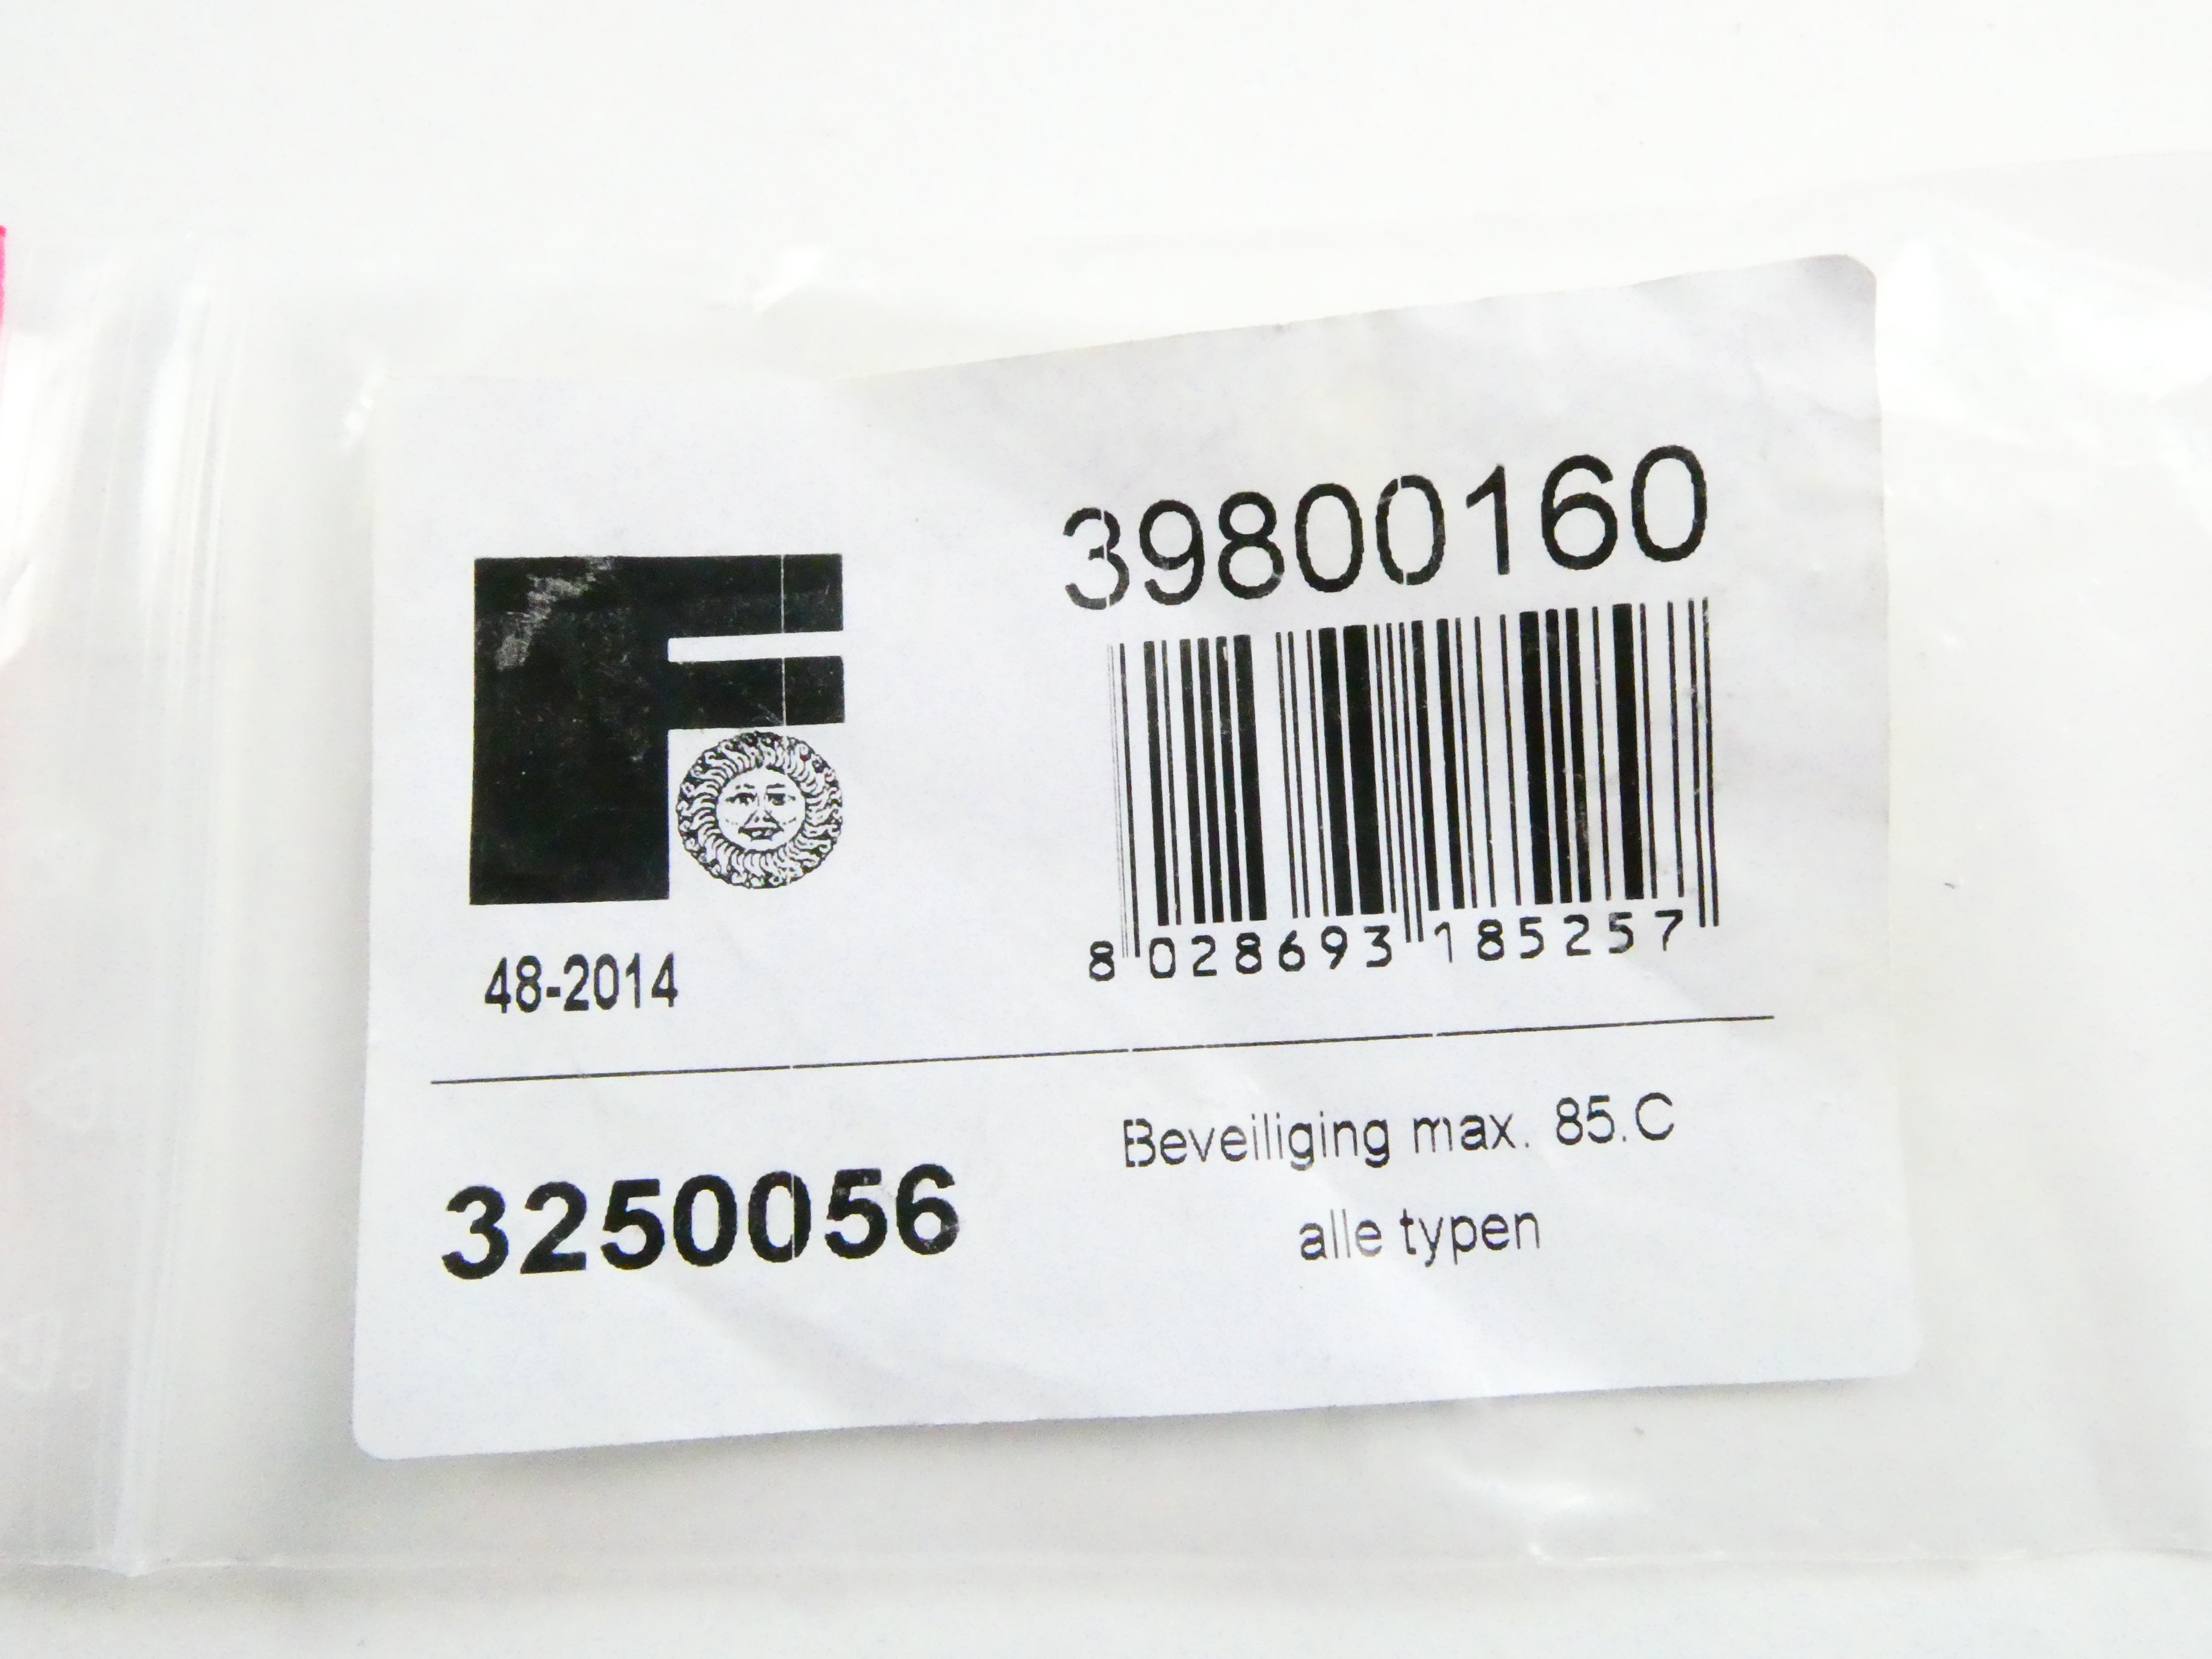 39800160
F
8 028693 185257
48-2014
3250056
Beveiliging max. 85.C
alle typen